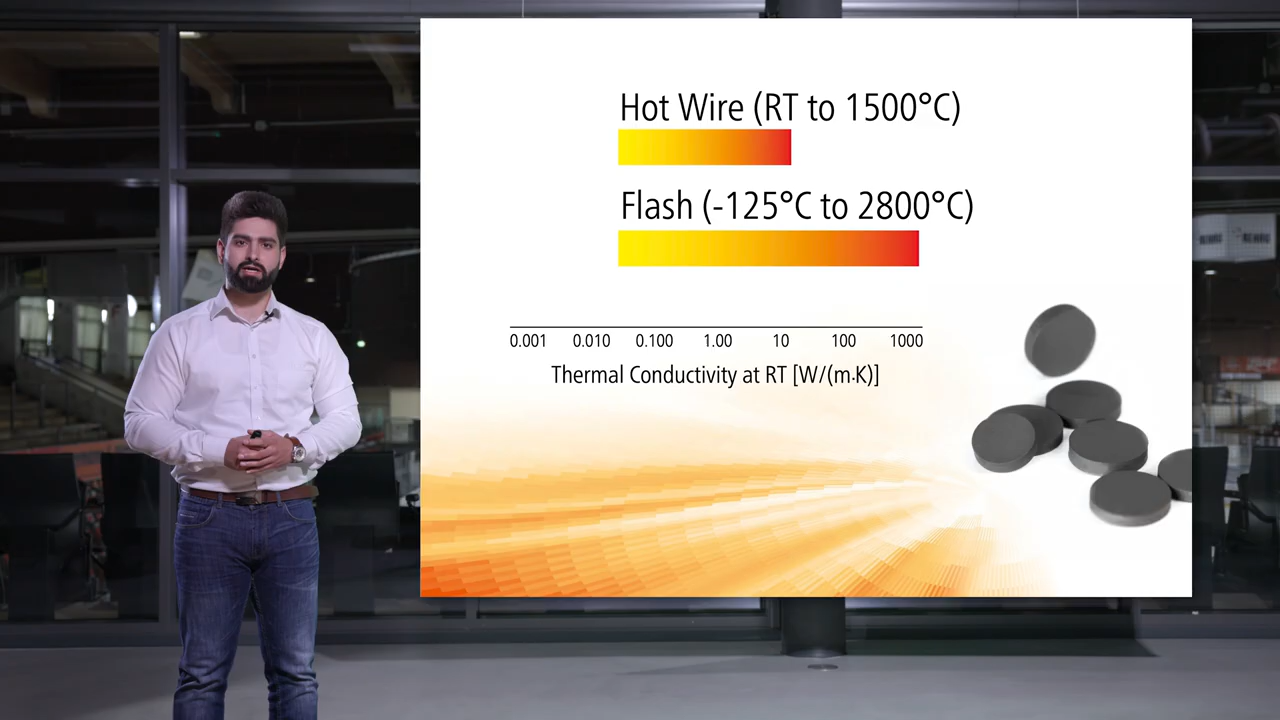 Hot Wire (RT to 1500°C)
Flash (-125°C to 2800°C)
0.001 0.010 0.100 1.00 10 100 1000
Thermal Conductivity at RT [W/(m·K)]